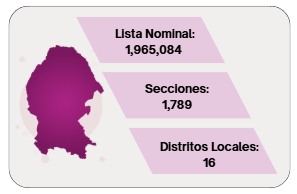 Lista Nominal:
1,965,084
Secciones:
1,789
Distritos Locales:
16